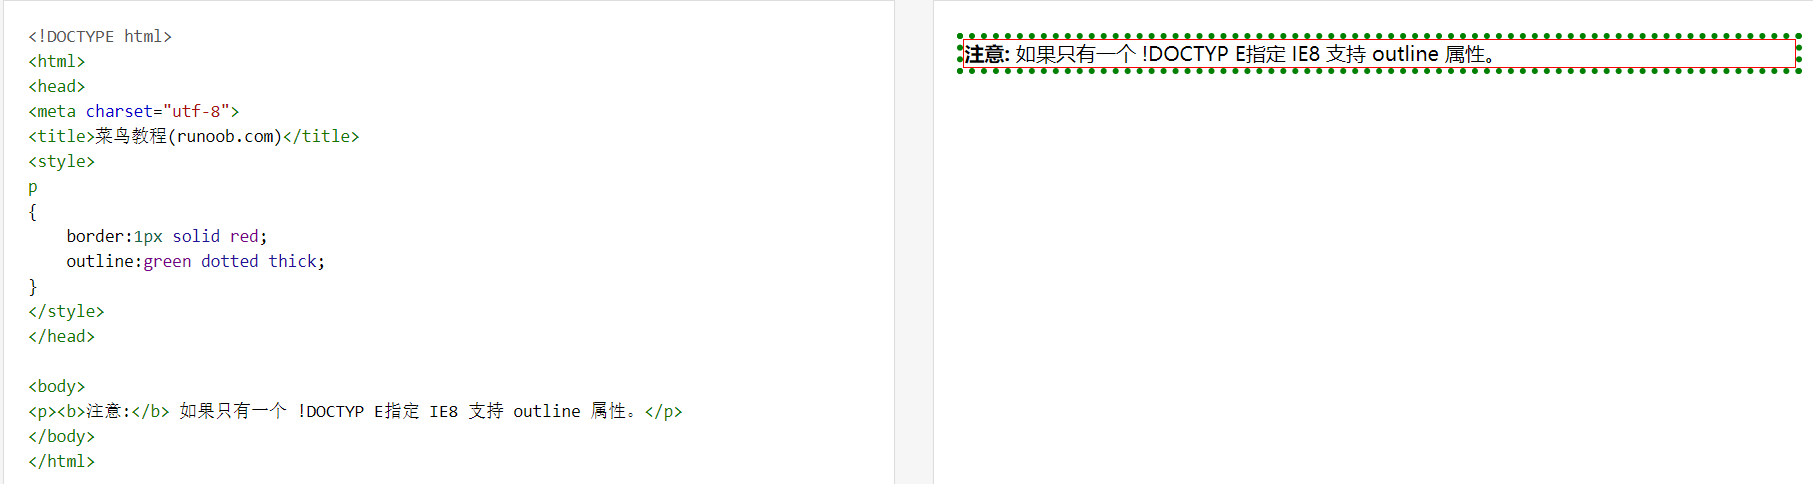 <!DOCTYPE html>
<html>
<head>
<meta charset="utf-8">
<title>菜鸟教程(runoob.com)</title>
<style>
p
{
    border:1px solid red;
    outline:green dotted thick;
}
</style>
</head>

<body>
<p><b>注意:</b> 如果只有一个 !DOCTYP E指定 IE8 支持 outline 属性。</p>
</body>
</html>
注意: 如果只有一个 !DOCTYP E指定 IE8 支持 outline 属性。